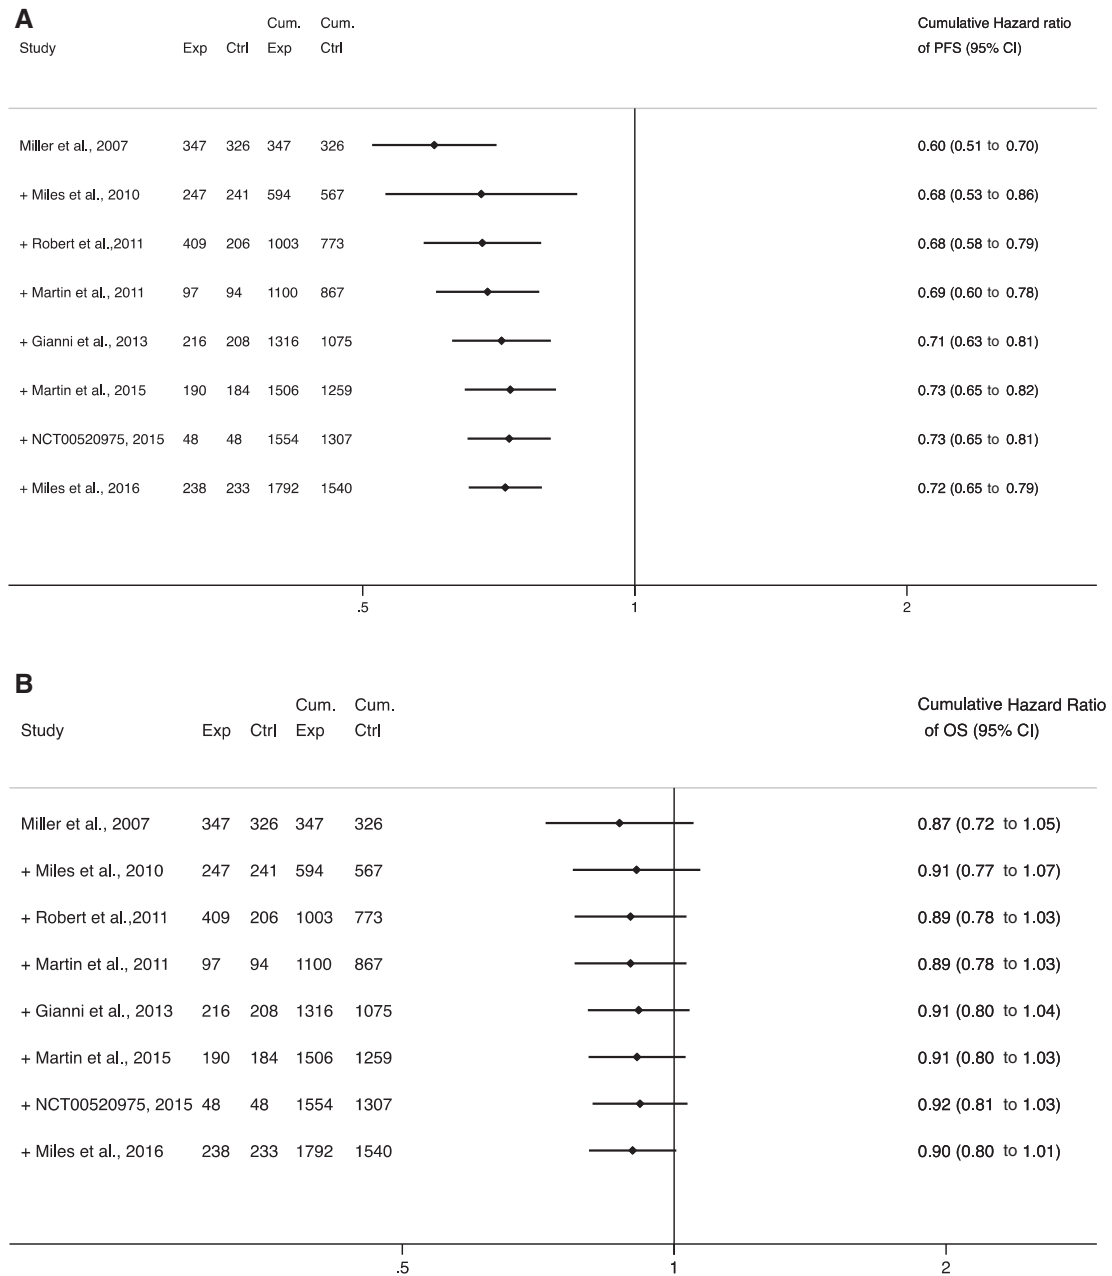 A
Cum. Cum. Cumulative Hazard ratio
Study Exp Ctrl Exp Ctrl of PFS (95% CI)
Miller et al., 2007 347 326 347 326 0.60 (0.51 to 0.70)
+ Miles et al., 2010 247 241 594 567 0.68 (0.53 to 0.86)
+ Robert et al.,2011 409 206 1003 773 0.68 (0.58 to 0.79)
+ Martin et al., 2011 97 94 1100 867 0.69 (0.60 to 0.78)
+ Gianni et al., 2013 216 208 1316 1075 0.71 (0.63 to 0.81)
+ Martin et al., 2015 190 184 1506 1259 0.73 (0.65 to 0.82)
+ NCT00520975, 2015 48 48 1554 1307 0.73 (0.65 to 0.81)
+ Miles et al., 2016 238 233 1792 1540 0.72 (0.65 to 0.79)
.5 1 2
B
Cum. Cum. Cumulative Hazard Ratio
Study Exp Ctrl Exp Ctrl of OS (95% CI)
Miller et al., 2007 347 326 347 326 0.87 (0.72 to 1.05)
+ Miles et al., 2010 247 241 594 567 0.91 (0.77 to 1.07)
+ Robert et al.,2011 409 206 1003 773 0.89 (0.78 to 1.03)
+ Martin et al., 2011 97 94 1100 867 0.89 (0.78 to 1.03)
+ Gianni et al., 2013 216 208 1316 1075 0.91 (0.80 to 1.04)
+ Martin et al., 2015 190 184 1506 1259 0.91 (0.80 to 1.03)
+ NCT00520975, 2015 48 48 1554 1307 0.92 (0.81 to 1.03)
+ Miles et al., 2016 238 233 1792 1540 0.90 (0.80 to 1.01)
.5 1 2